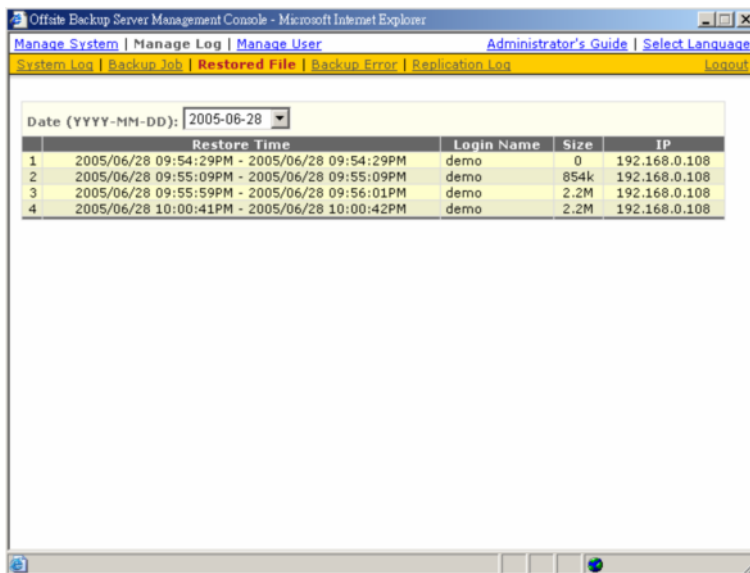 Offsite Backup Server Management Console - Microsoft Internet Explorer
Manage System | Manage Log | Manage User Administrator's Guide | Select Language
System Log | Backup Job | Restored File | Backup Error | Replication Log Logout
Date (YYYY-MM-DD): 2005-06-28
Restore Time Login Name Size IP
1 2005/06/28 09:54:29PM - 2005/06/28 09:54:29PM demo 0 192.168.0.108
2 2005/06/28 09:55:09PM - 2005/06/28 09:55:09PM demo 854k 192.168.0.108
3 2005/06/28 09:55:59PM - 2005/06/28 09:56:01PM demo 2.2M 192.168.0.108
4 2005/06/28 10:00:41PM - 2005/06/28 10:00:42PM demo 2.2M 192.168.0.108